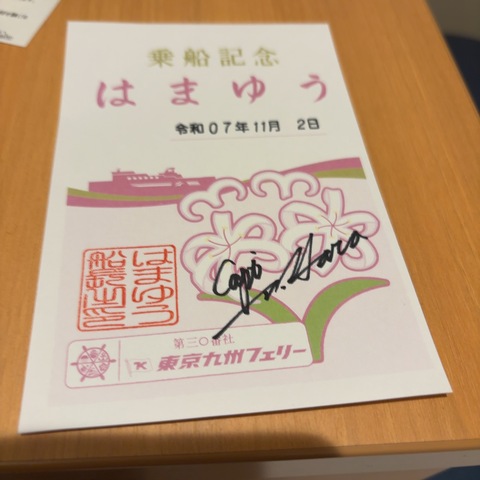 乗船記念
はまゆう
令和07年11月 2日
はまゆう
船長之印
Capt
M. Hara
第三〇番社
東京九州フェリー